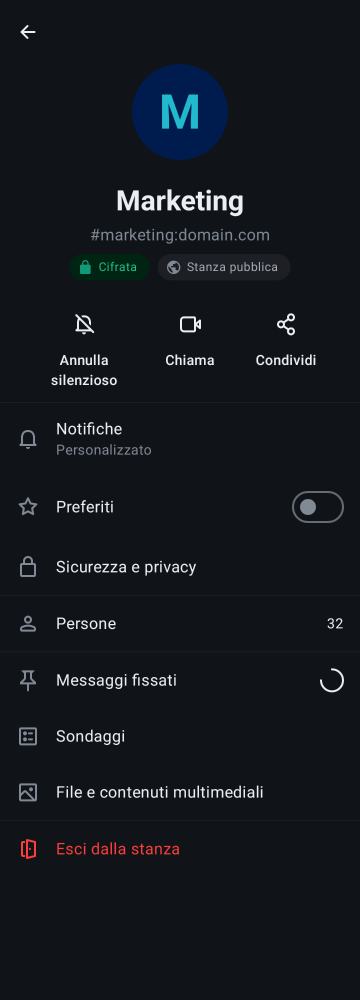 M
Marketing
#marketing:domain.com
Cifrata
Stanza pubblica
Annulla
silenzioso
Chiama
Condividi
Notifiche
Personalizzato
Preferiti
Sicurezza e privacy
Persone
32
Messaggi fissati
Sondaggi
File e contenuti multimediali
Esci dalla stanza